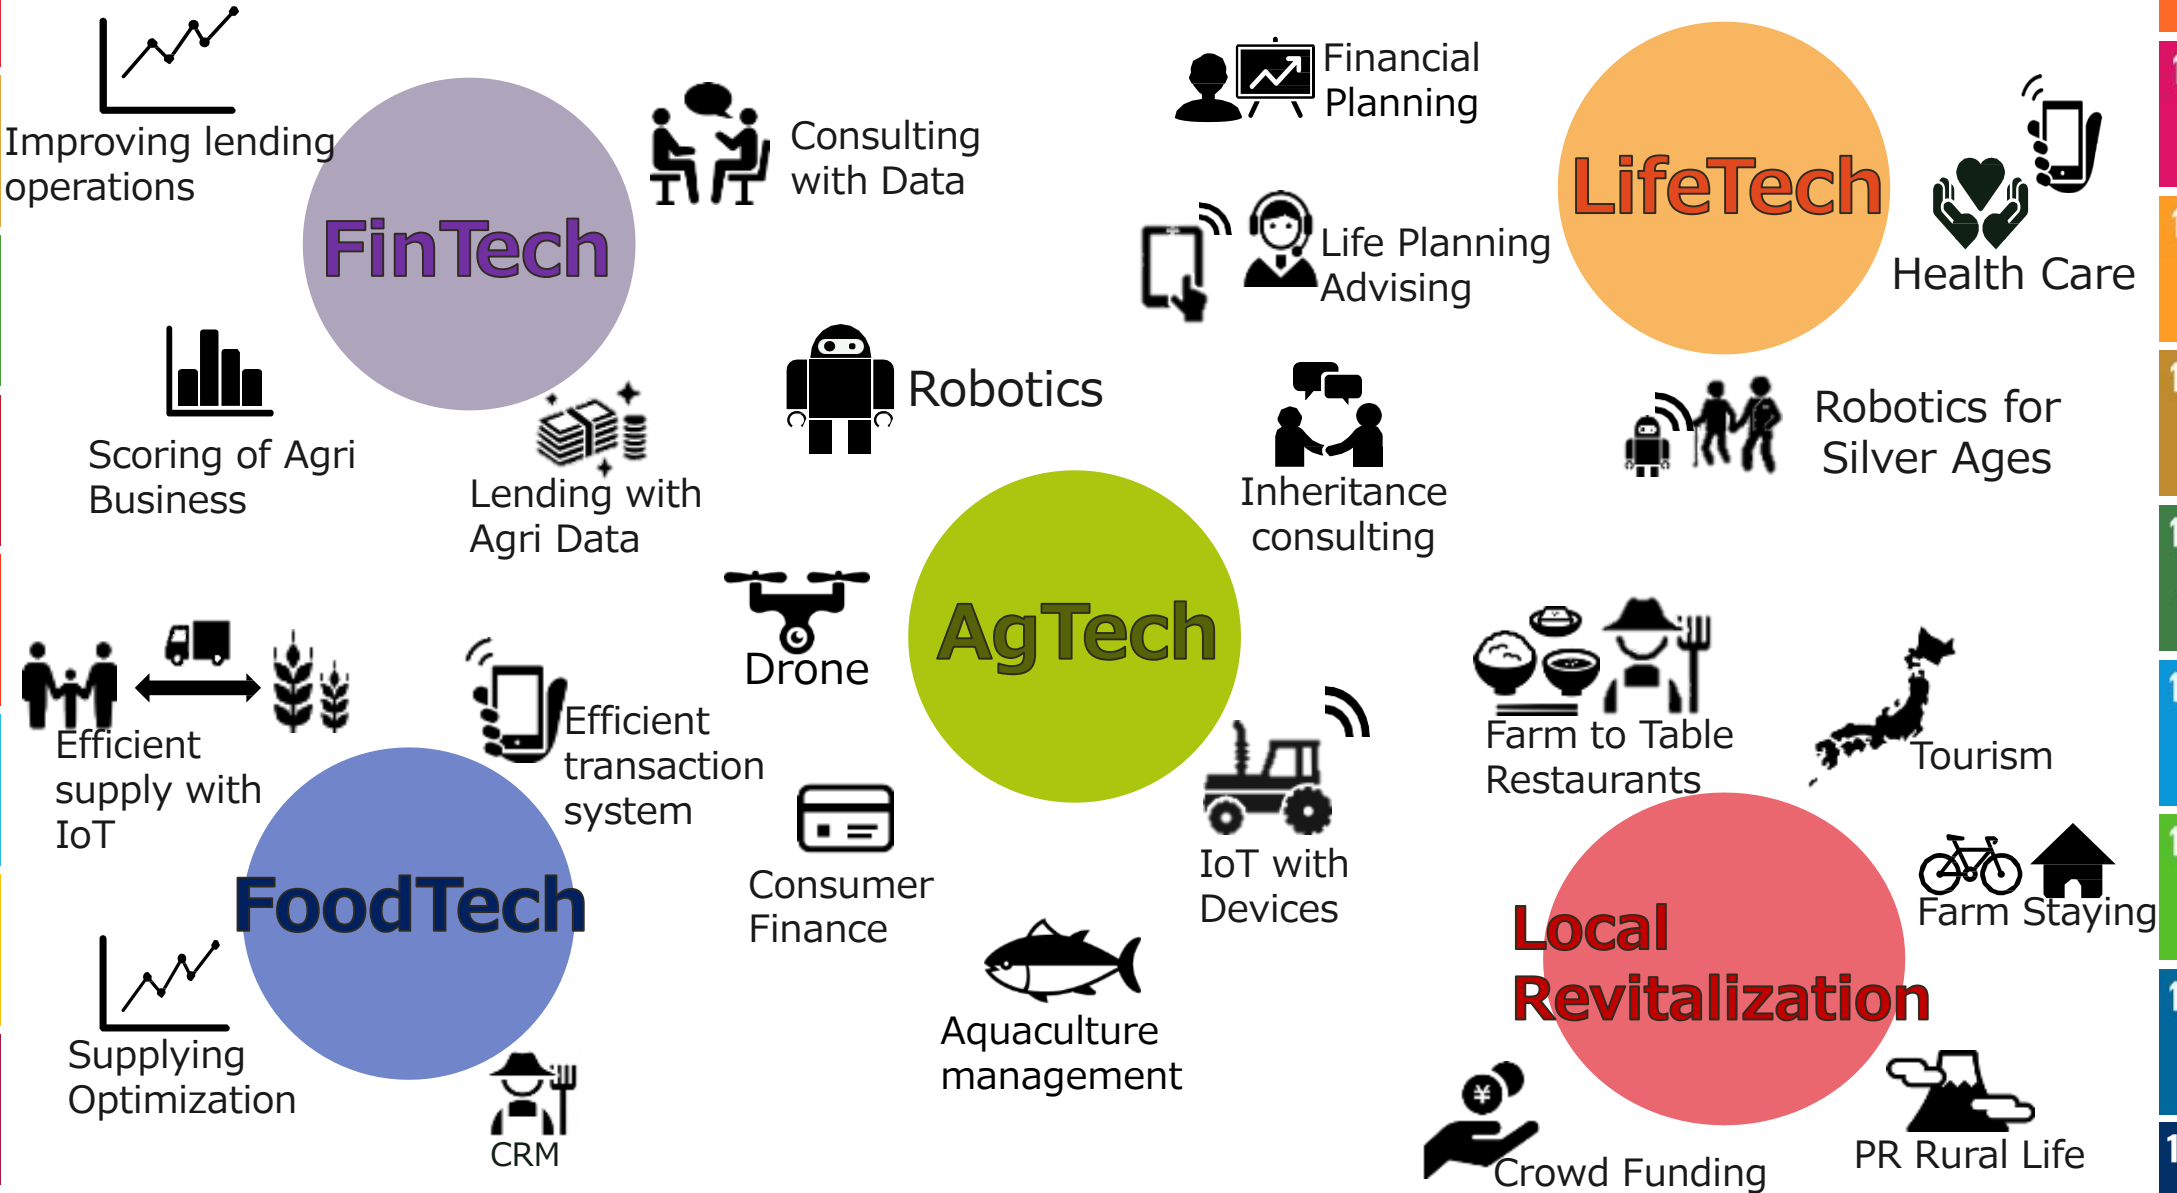 Improving lending
operations
FinTech
Consulting
with Data
Scoring of Agri
Business
Lending with
Agri Data
Financial
Planning
LifeTech
Life Planning
Advising
Health Care
Inheritance
consulting
Robotics for
Silver Ages
Robotics
AgTech
Drone
IoT with
Devices
Aquaculture
management
Efficient
supply with
IoT
Efficient
transaction
system
FoodTech
Consumer
Finance
Supplying
Optimization
CRM
Farm to Table
Restaurants
Tourism
Farm Staying
Local
Revitalization
¥
Crowd Funding
PR Rural Life